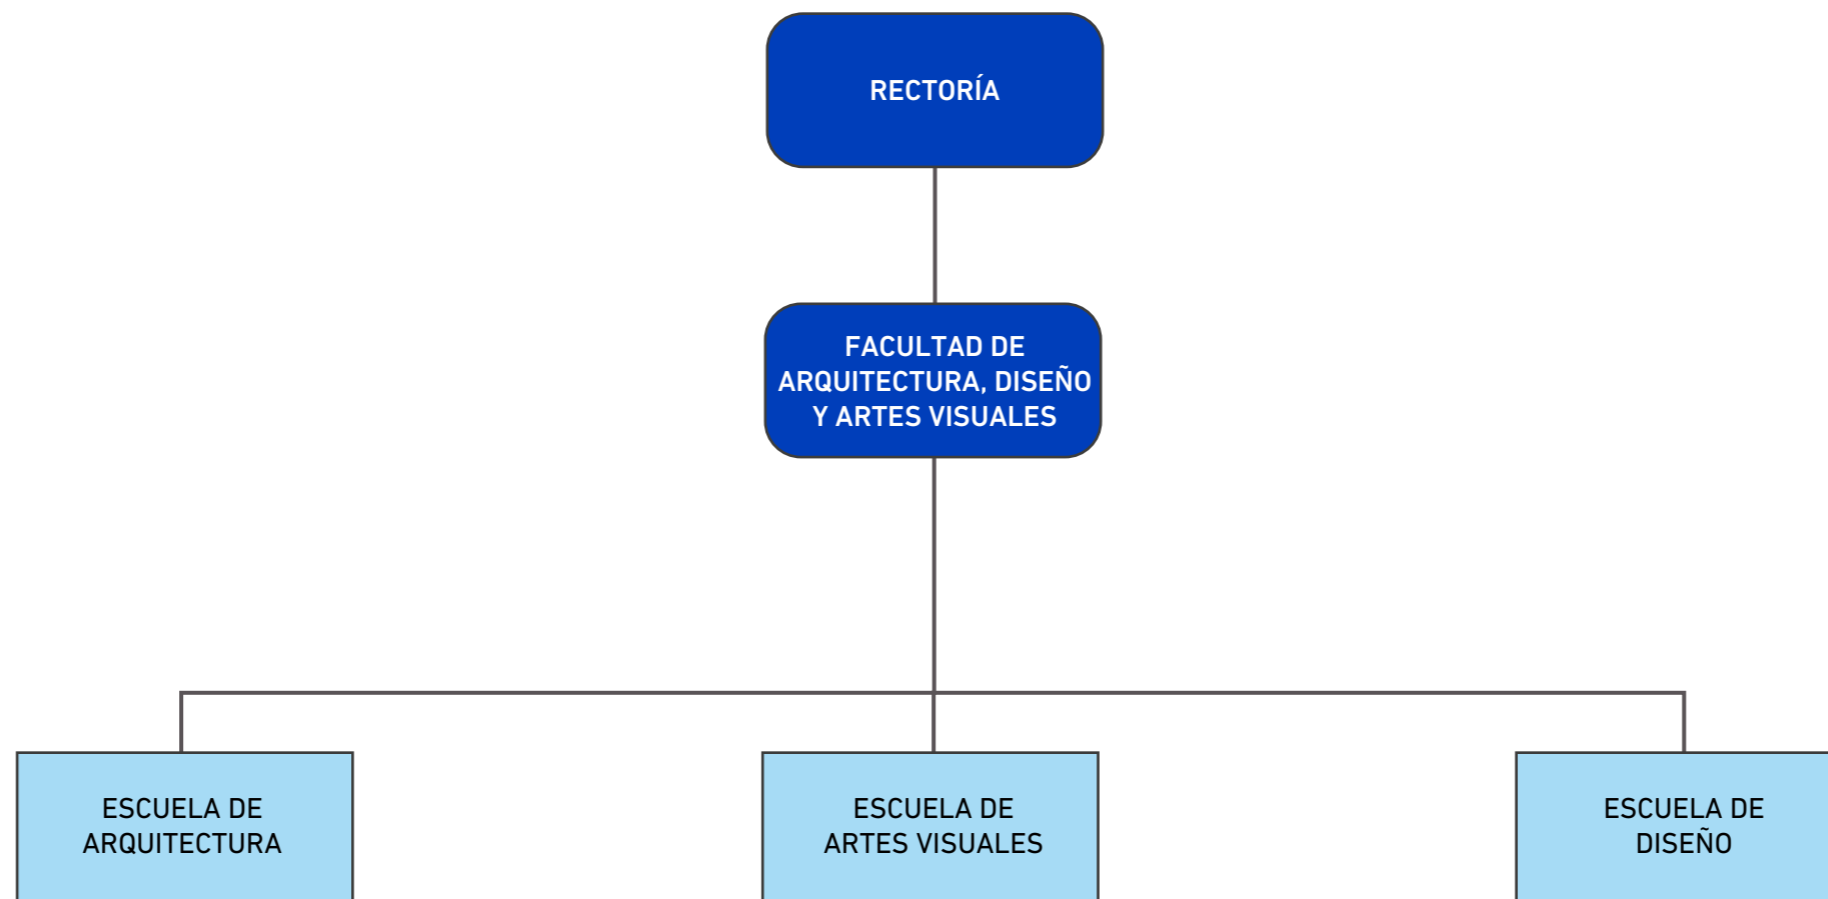 RECTORÍA
FACULTAD DE
ARQUITECTURA, DISEÑO
Y ARTES VISUALES
ESCUELA DE
ARQUITECTURA
ESCUELA DE
ARTES VISUALES
ESCUELA DE
DISEÑO